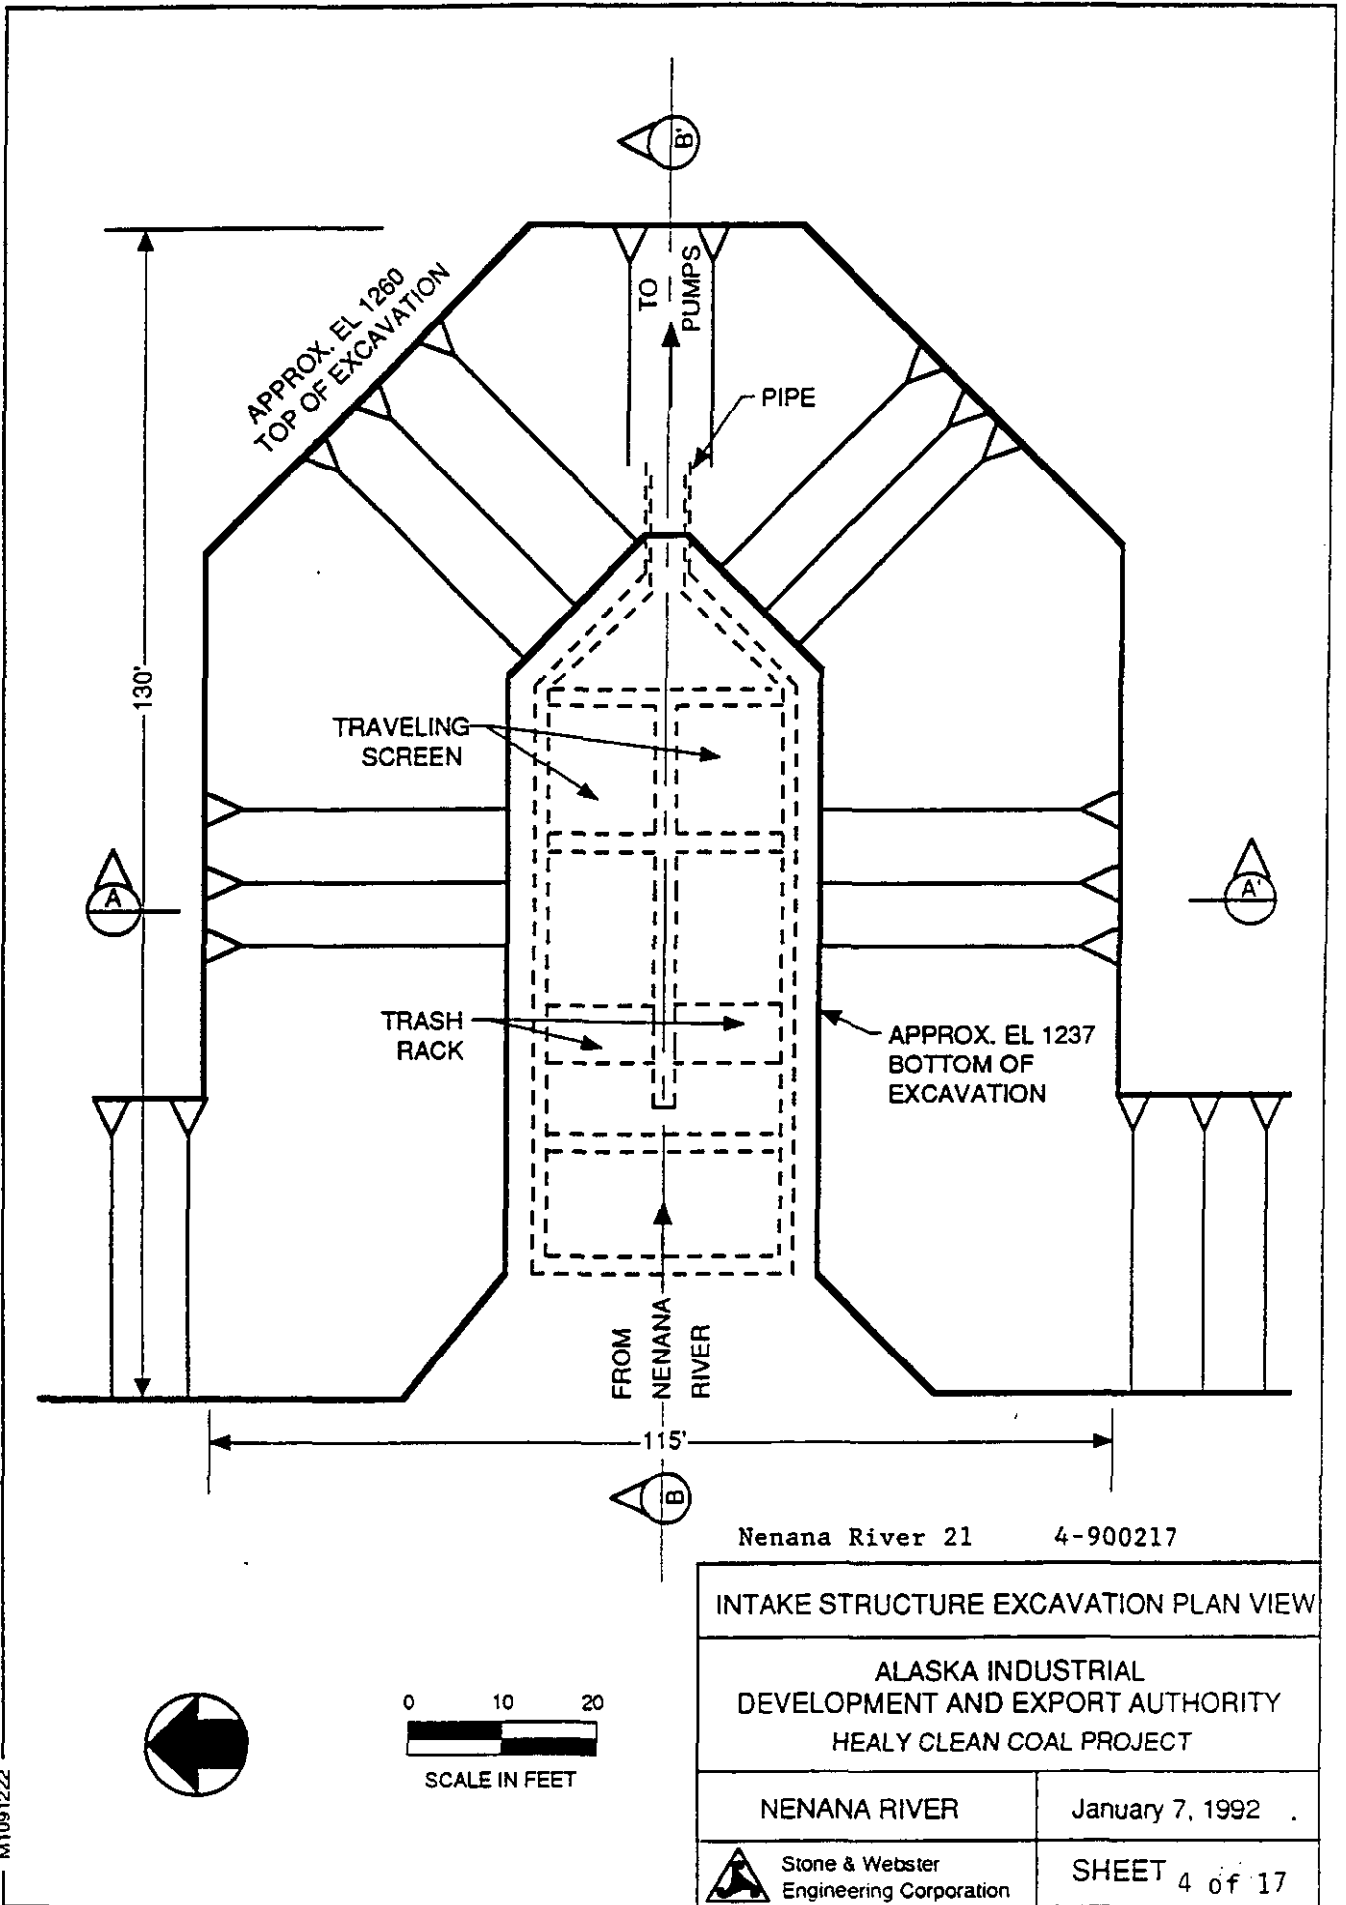 B'
APPROX. EL 1260
TOP OF EXCAVATION
TO
PUMPS
PIPE
130'
TRAVELING
SCREEN
A
A'
TRASH
RACK
APPROX. EL 1237
BOTTOM OF
EXCAVATION
FROM
NENANA
RIVER
115'
B
Nenana River 21 4-900217
INTAKE STRUCTURE EXCAVATION PLAN VIEW
ALASKA INDUSTRIAL
DEVELOPMENT AND EXPORT AUTHORITY
HEALY CLEAN COAL PROJECT
0 10 20
SCALE IN FEET
NENANA RIVER
January 7, 1992
Stone & Webster
Engineering Corporation
SHEET 4 of 17
M1091222